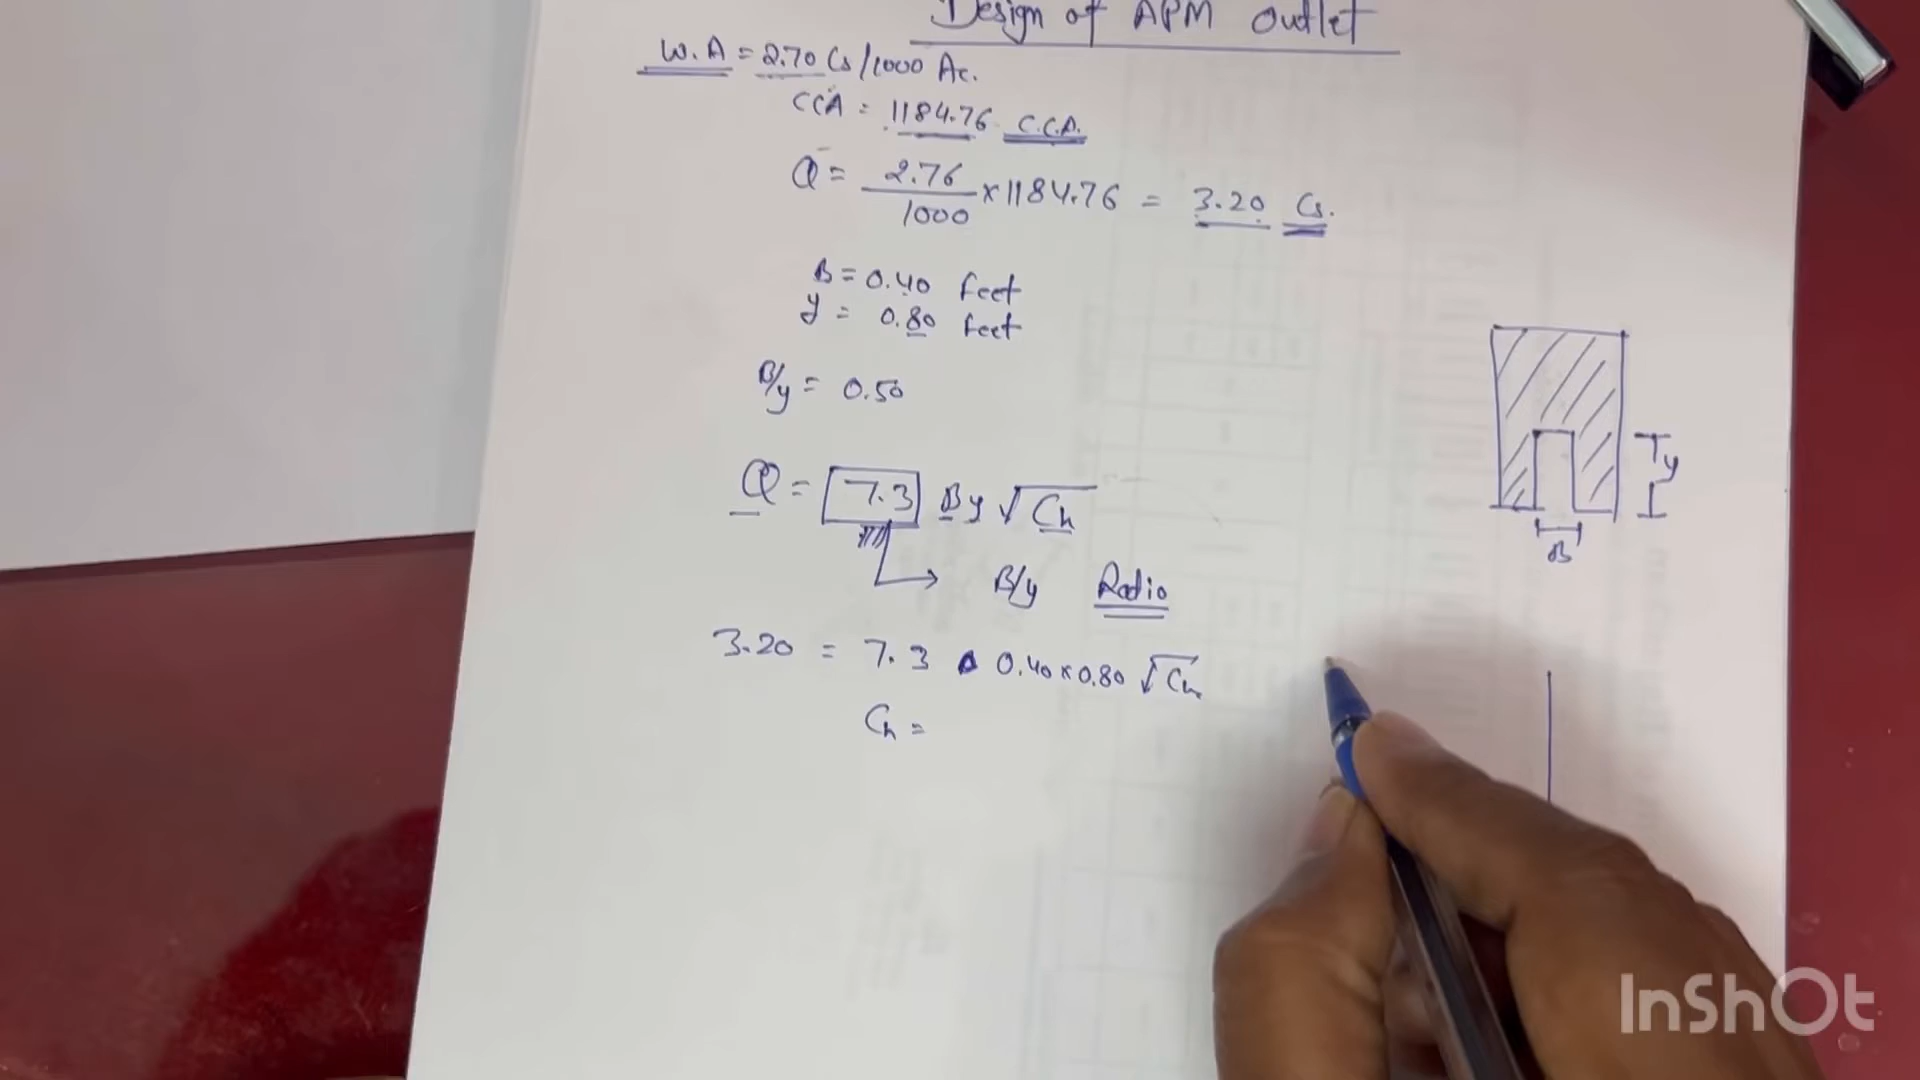 Design of APM Outlet
W.A = 2.70 Cs/1000 Ac.
CCA = 1184.76 C.C.A.
Q = 2.76/1000 × 1184.76 = 3.20 Cs.
B = 0.40 feet
y = 0.80 feet
B/y = 0.50
Q = 7.3 By √Ch
B/y Radio
3.20 = 7.3 0.40×0.80 √Ch
Ch =
y
B
InShOt